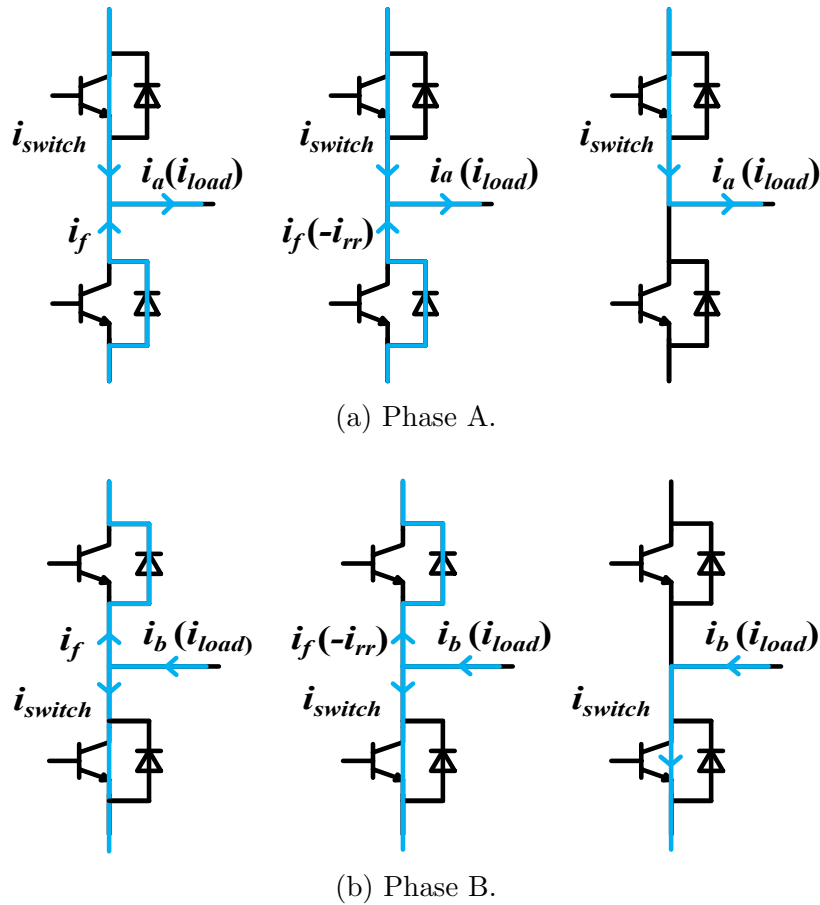 i_switch i_switch i_switch
i_a(i_load) i_a(i_load) i_a(i_load)
i_f i_f(-i_rr)
(a) Phase A.
i_f i_b(i_load) i_f(-i_rr) i_b(i_load) i_b(i_load)
i_switch i_switch i_switch
(b) Phase B.